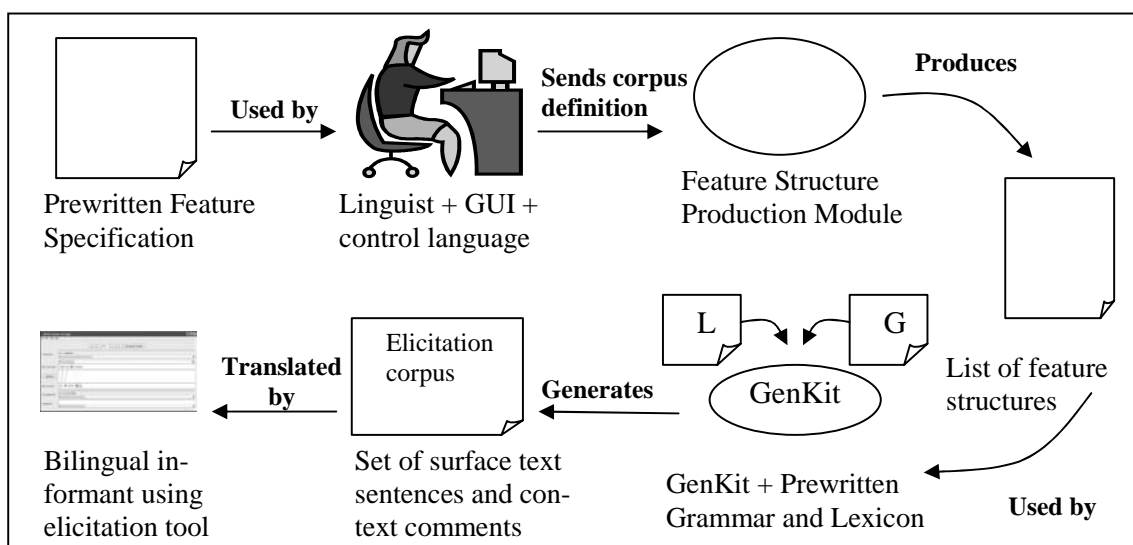 Used by
Sends corpus
definition
Produces
Prewritten Feature
Specification
Linguist + GUI +
control language
Feature Structure
Production Module
L
G
GenKit
List of feature
structures
Used by
GenKit + Prewritten
Grammar and Lexicon
Generates
Elicitation
corpus
Set of surface text
sentences and con-
text comments
Translated
by
Bilingual in-
formant using
elicitation tool